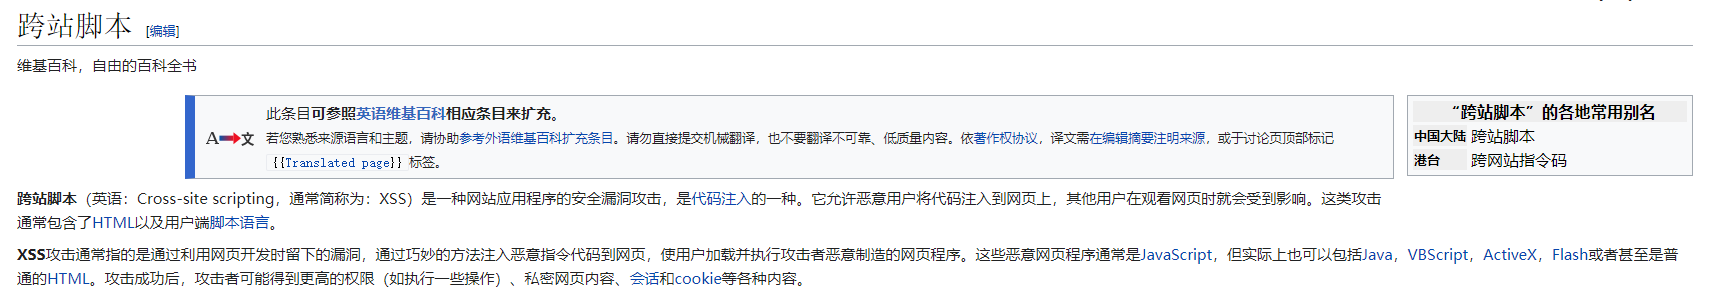 跨站脚本 [编辑]
维基百科，自由的百科全书
此条目可参照英语维基百科相应条目来扩充。
若您熟悉来源语言和主题，请协助参考外语维基百科扩充条目。请勿直接提交机械翻译，也不要翻译不可靠、低质量内容。依著作权协议，译文需在编辑摘要注明来源，或于讨论页顶部标记
{{Translated page}} 标签。
“跨站脚本”的各地常用别名
中国大陆 跨站脚本
港台 跨网站指令码
跨站脚本（英语：Cross-site scripting，通常简称为：XSS）是一种网站应用程序的安全漏洞攻击，是代码注入的一种。它允许恶意用户将代码注入到网页上，其他用户在观看网页时就会受到影响。这类攻击
通常包含了HTML以及用户端脚本语言。
XSS攻击通常指的是通过利用网页开发时留下的漏洞，通过巧妙的方法注入恶意指令代码到网页，使用户加载并执行攻击者恶意制造的网页程序。这些恶意网页程序通常是JavaScript，但实际上也可以包括Java，VBScript，ActiveX，Flash或者甚至是普
通的HTML。攻击成功后，攻击者可能得到更高的权限（如执行一些操作）、私密网页内容、会话和cookie等各种内容。